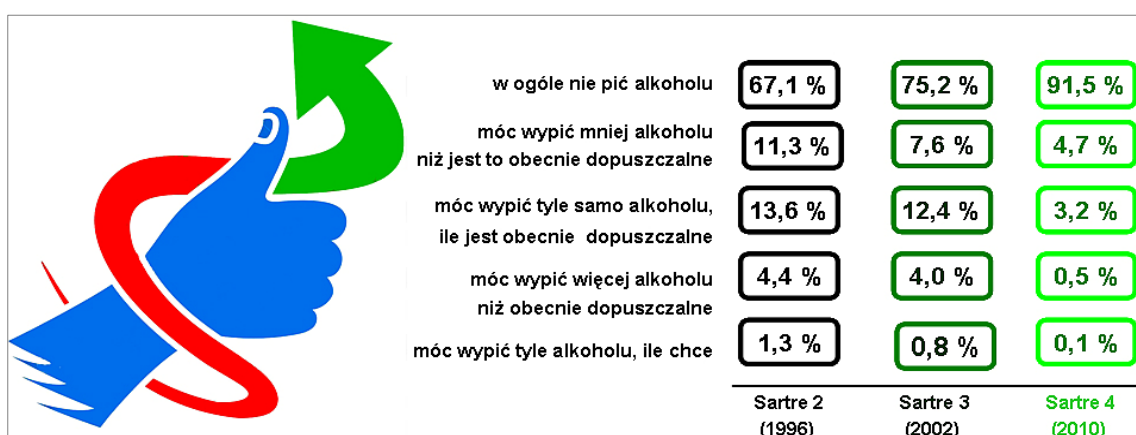 w ogóle nie pić alkoholu 67,1 % 75,2 % 91,5 %
móc wypić mniej alkoholu
niż jest to obecnie dopuszczalne 11,3 % 7,6 % 4,7 %
móc wypić tyle samo alkoholu,
ile jest obecnie dopuszczalne 13,6 % 12,4 % 3,2 %
móc wypić więcej alkoholu
niż obecnie dopuszczalne 4,4 % 4,0 % 0,5 %
móc wypić tyle alkoholu, ile chce 1,3 % 0,8 % 0,1 %
Sartre 2 Sartre 3 Sartre 4
(1996) (2002) (2010)